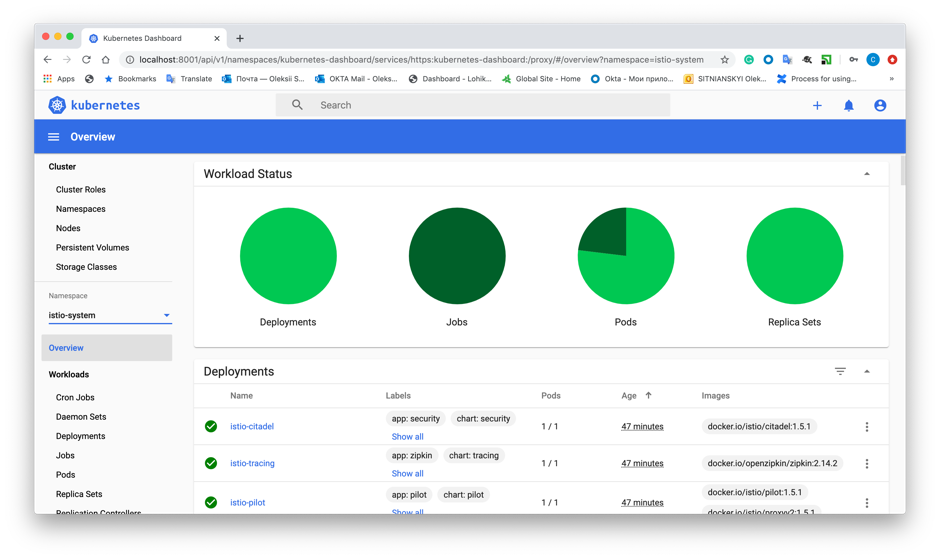 Kubernetes Dashboard
localhost:8001/api/v1/namespaces/kubernetes-dashboard/services/https:kubernetes-dashboard:/proxy/#/overview?namespace=istio-system
Apps Bookmarks Translate Почта — Oleksii S... OKTA Mail - Oleks... Dashboard - Lohik... Global Site - Home Okta - Мои прило... SITNIANSKYI Olek... Process for using... »
kubernetes
Search
Overview
Cluster
Cluster Roles
Namespaces
Nodes
Persistent Volumes
Storage Classes
Namespace
istio-system
Overview
Workloads
Cron Jobs
Daemon Sets
Deployments
Jobs
Pods
Replica Sets
Replication Controllers
Workload Status
Deployments Jobs Pods Replica Sets
Deployments
Name Labels Pods Age Images
istio-citadel app: security chart: security 1 / 1 47 minutes docker.io/istio/citadel:1.5.1
Show all
istio-tracing app: zipkin chart: tracing 1 / 1 47 minutes docker.io/openzipkin/zipkin:2.14.2
Show all
istio-pilot app: pilot chart: pilot 1 / 1 47 minutes docker.io/istio/pilot:1.5.1
Show all docker.io/istio/proxyv2:1.5.1